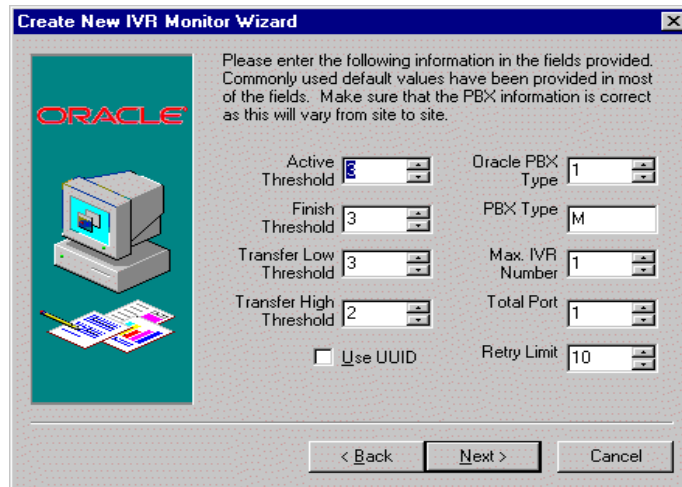 Create New IVR Monitor Wizard
Please enter the following information in the fields provided.
Commonly used default values have been provided in most
of the fields. Make sure that the PBX information is correct
as this will vary from site to site.
ORACLE
Active
Threshold
3
Oracle PBX
Type
1
Finish
Threshold
3
PBX Type
M
Transfer Low
Threshold
3
Max. IVR
Number
1
Transfer High
Threshold
2
Total Port
1
Use UUID
Retry Limit
10
< Back
Next >
Cancel